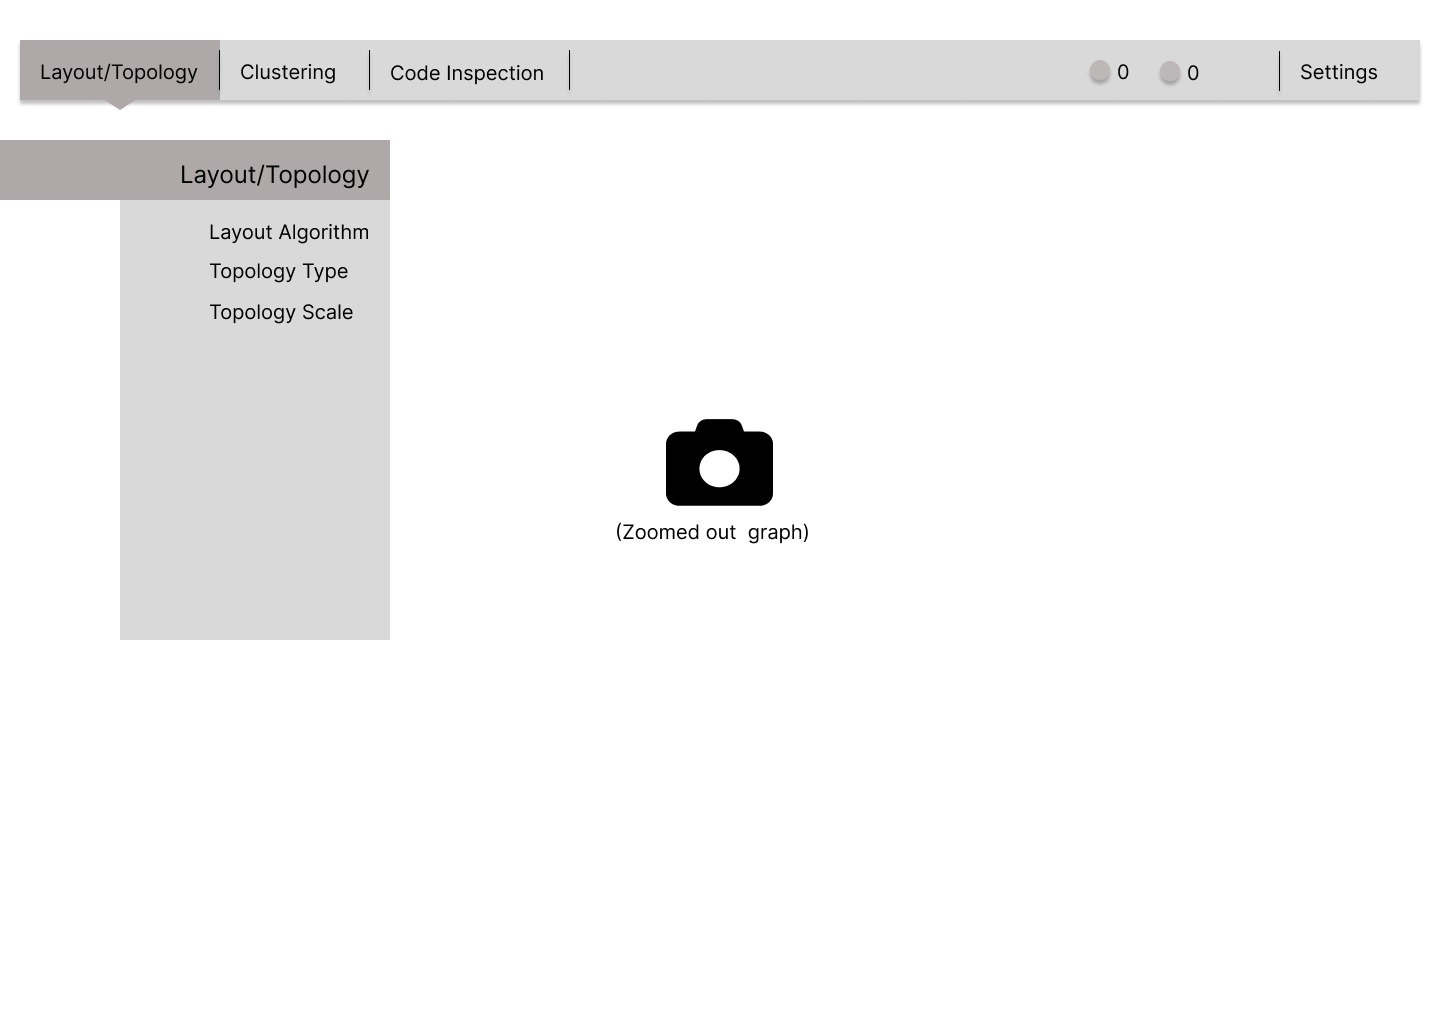 Layout/Topology
Clustering
Code Inspection
0
0
Settings
Layout/Topology
Layout Algorithm
Topology Type
Topology Scale
(Zoomed out  graph)